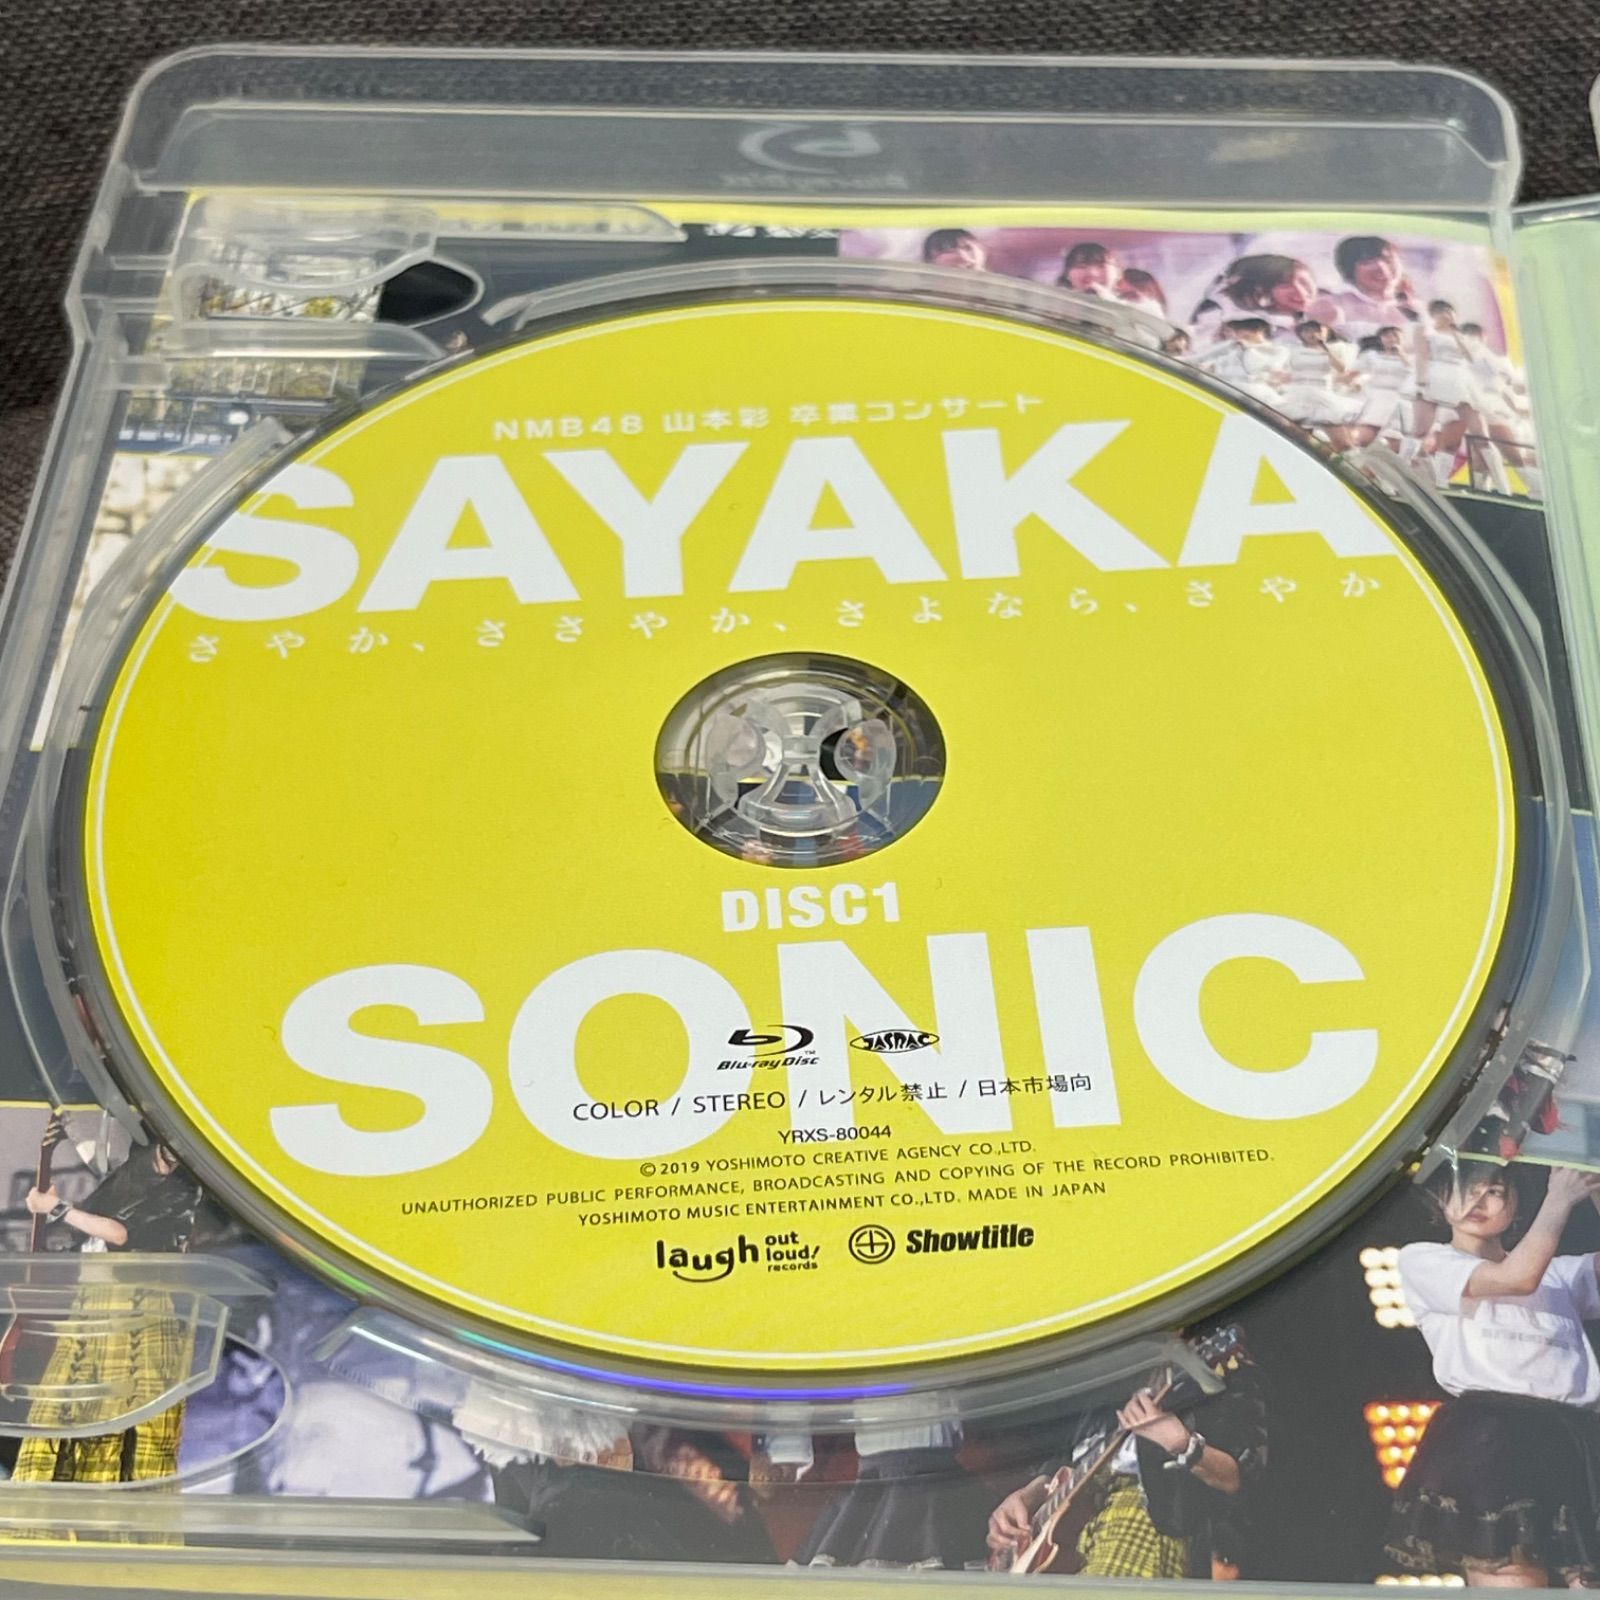 NMB48 山本彩 卒業コンサート
SAYAKA
さやか、ささやか、さよなら、さやか
DISC1
SONIC
Blu-ray Disc™ JASRAC
COLOR / STEREO / レンタル禁止 / 日本市場向
YRXS-80044
©2019 YOSHIMOTO CREATIVE AGENCY CO.,LTD.
UNAUTHORIZED PUBLIC PERFORMANCE, BROADCASTING AND COPYING OF THE RECORD PROHIBITED.
YOSHIMOTO MUSIC ENTERTAINMENT CO.,LTD. MADE IN JAPAN
laugh out loud! records Showtitle